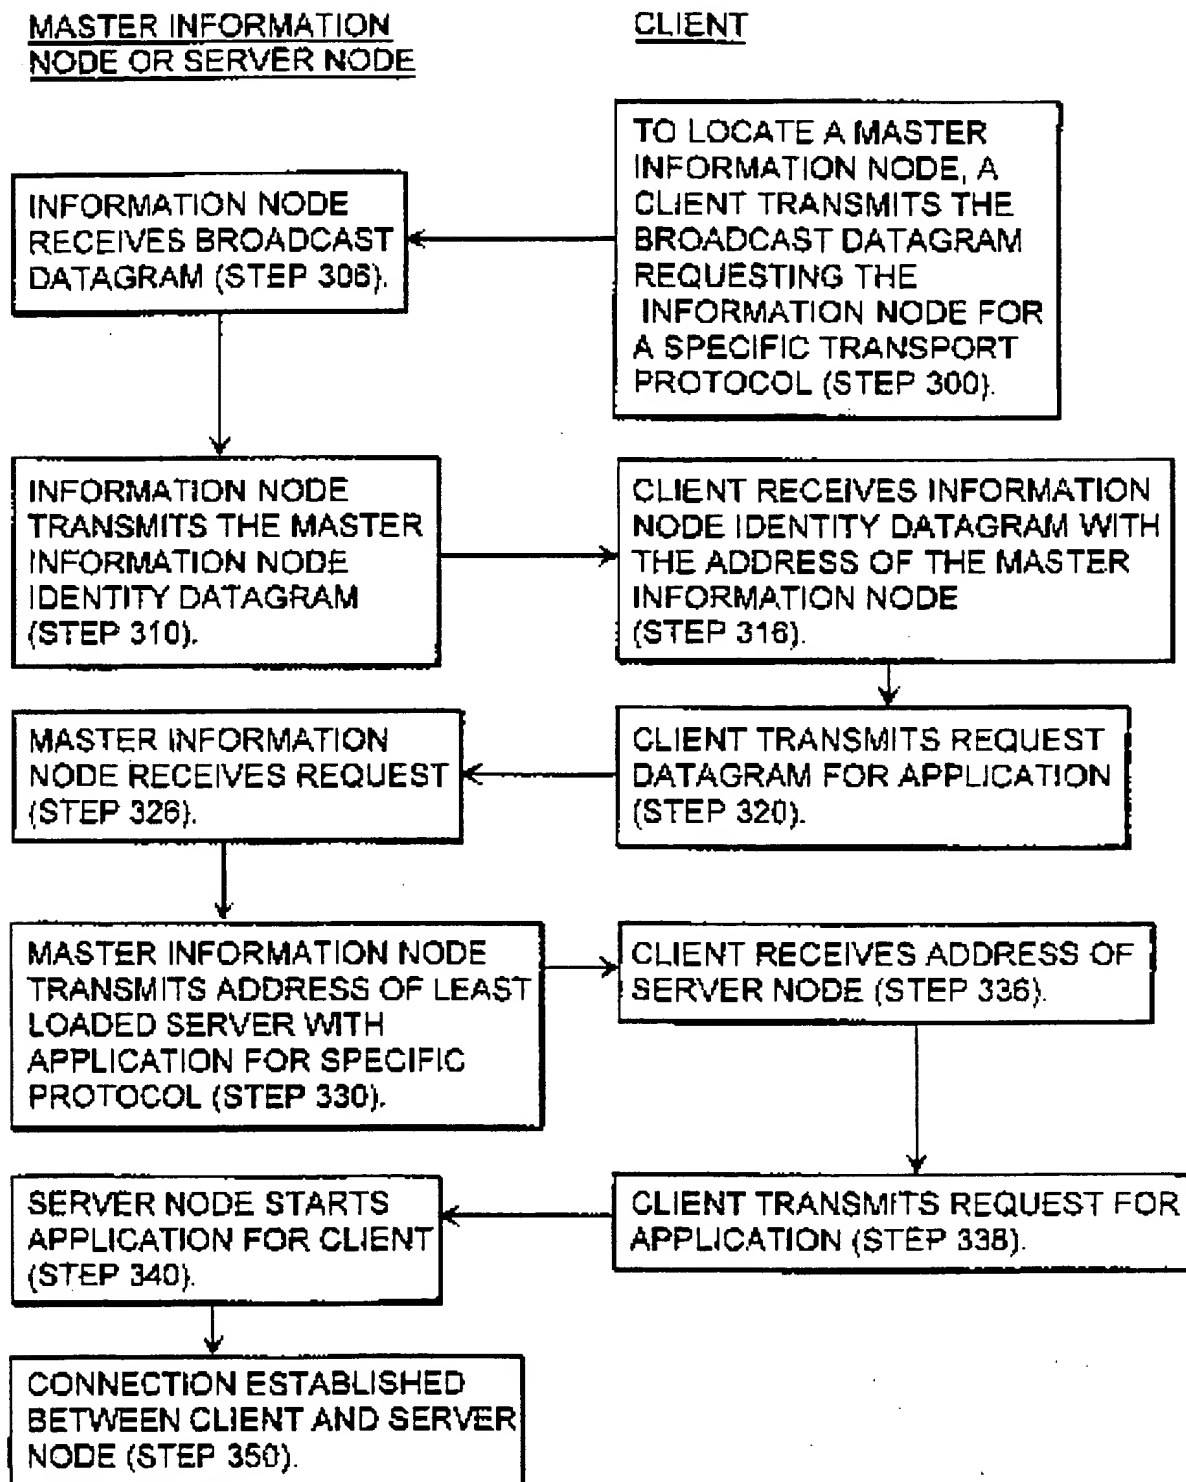 MASTER INFORMATION
NODE OR SERVER NODE
CLIENT
TO LOCATE A MASTER
INFORMATION NODE, A
CLIENT TRANSMITS THE
BROADCAST DATAGRAM
REQUESTING THE
INFORMATION NODE FOR
A SPECIFIC TRANSPORT
PROTOCOL (STEP 300).
INFORMATION NODE
RECEIVES BROADCAST
DATAGRAM (STEP 306).
INFORMATION NODE
TRANSMITS THE MASTER
INFORMATION NODE
IDENTITY DATAGRAM
(STEP 310).
CLIENT RECEIVES INFORMATION
NODE IDENTITY DATAGRAM WITH
THE ADDRESS OF THE MASTER
INFORMATION NODE
(STEP 316).
CLIENT TRANSMITS REQUEST
DATAGRAM FOR APPLICATION
(STEP 320).
MASTER INFORMATION
NODE RECEIVES REQUEST
(STEP 326).
MASTER INFORMATION NODE
TRANSMITS ADDRESS OF LEAST
LOADED SERVER WITH
APPLICATION FOR SPECIFIC
PROTOCOL (STEP 330).
CLIENT RECEIVES ADDRESS OF
SERVER NODE (STEP 336).
CLIENT TRANSMITS REQUEST FOR
APPLICATION (STEP 338).
SERVER NODE STARTS
APPLICATION FOR CLIENT
(STEP 340).
CONNECTION ESTABLISHED
BETWEEN CLIENT AND SERVER
NODE (STEP 350).